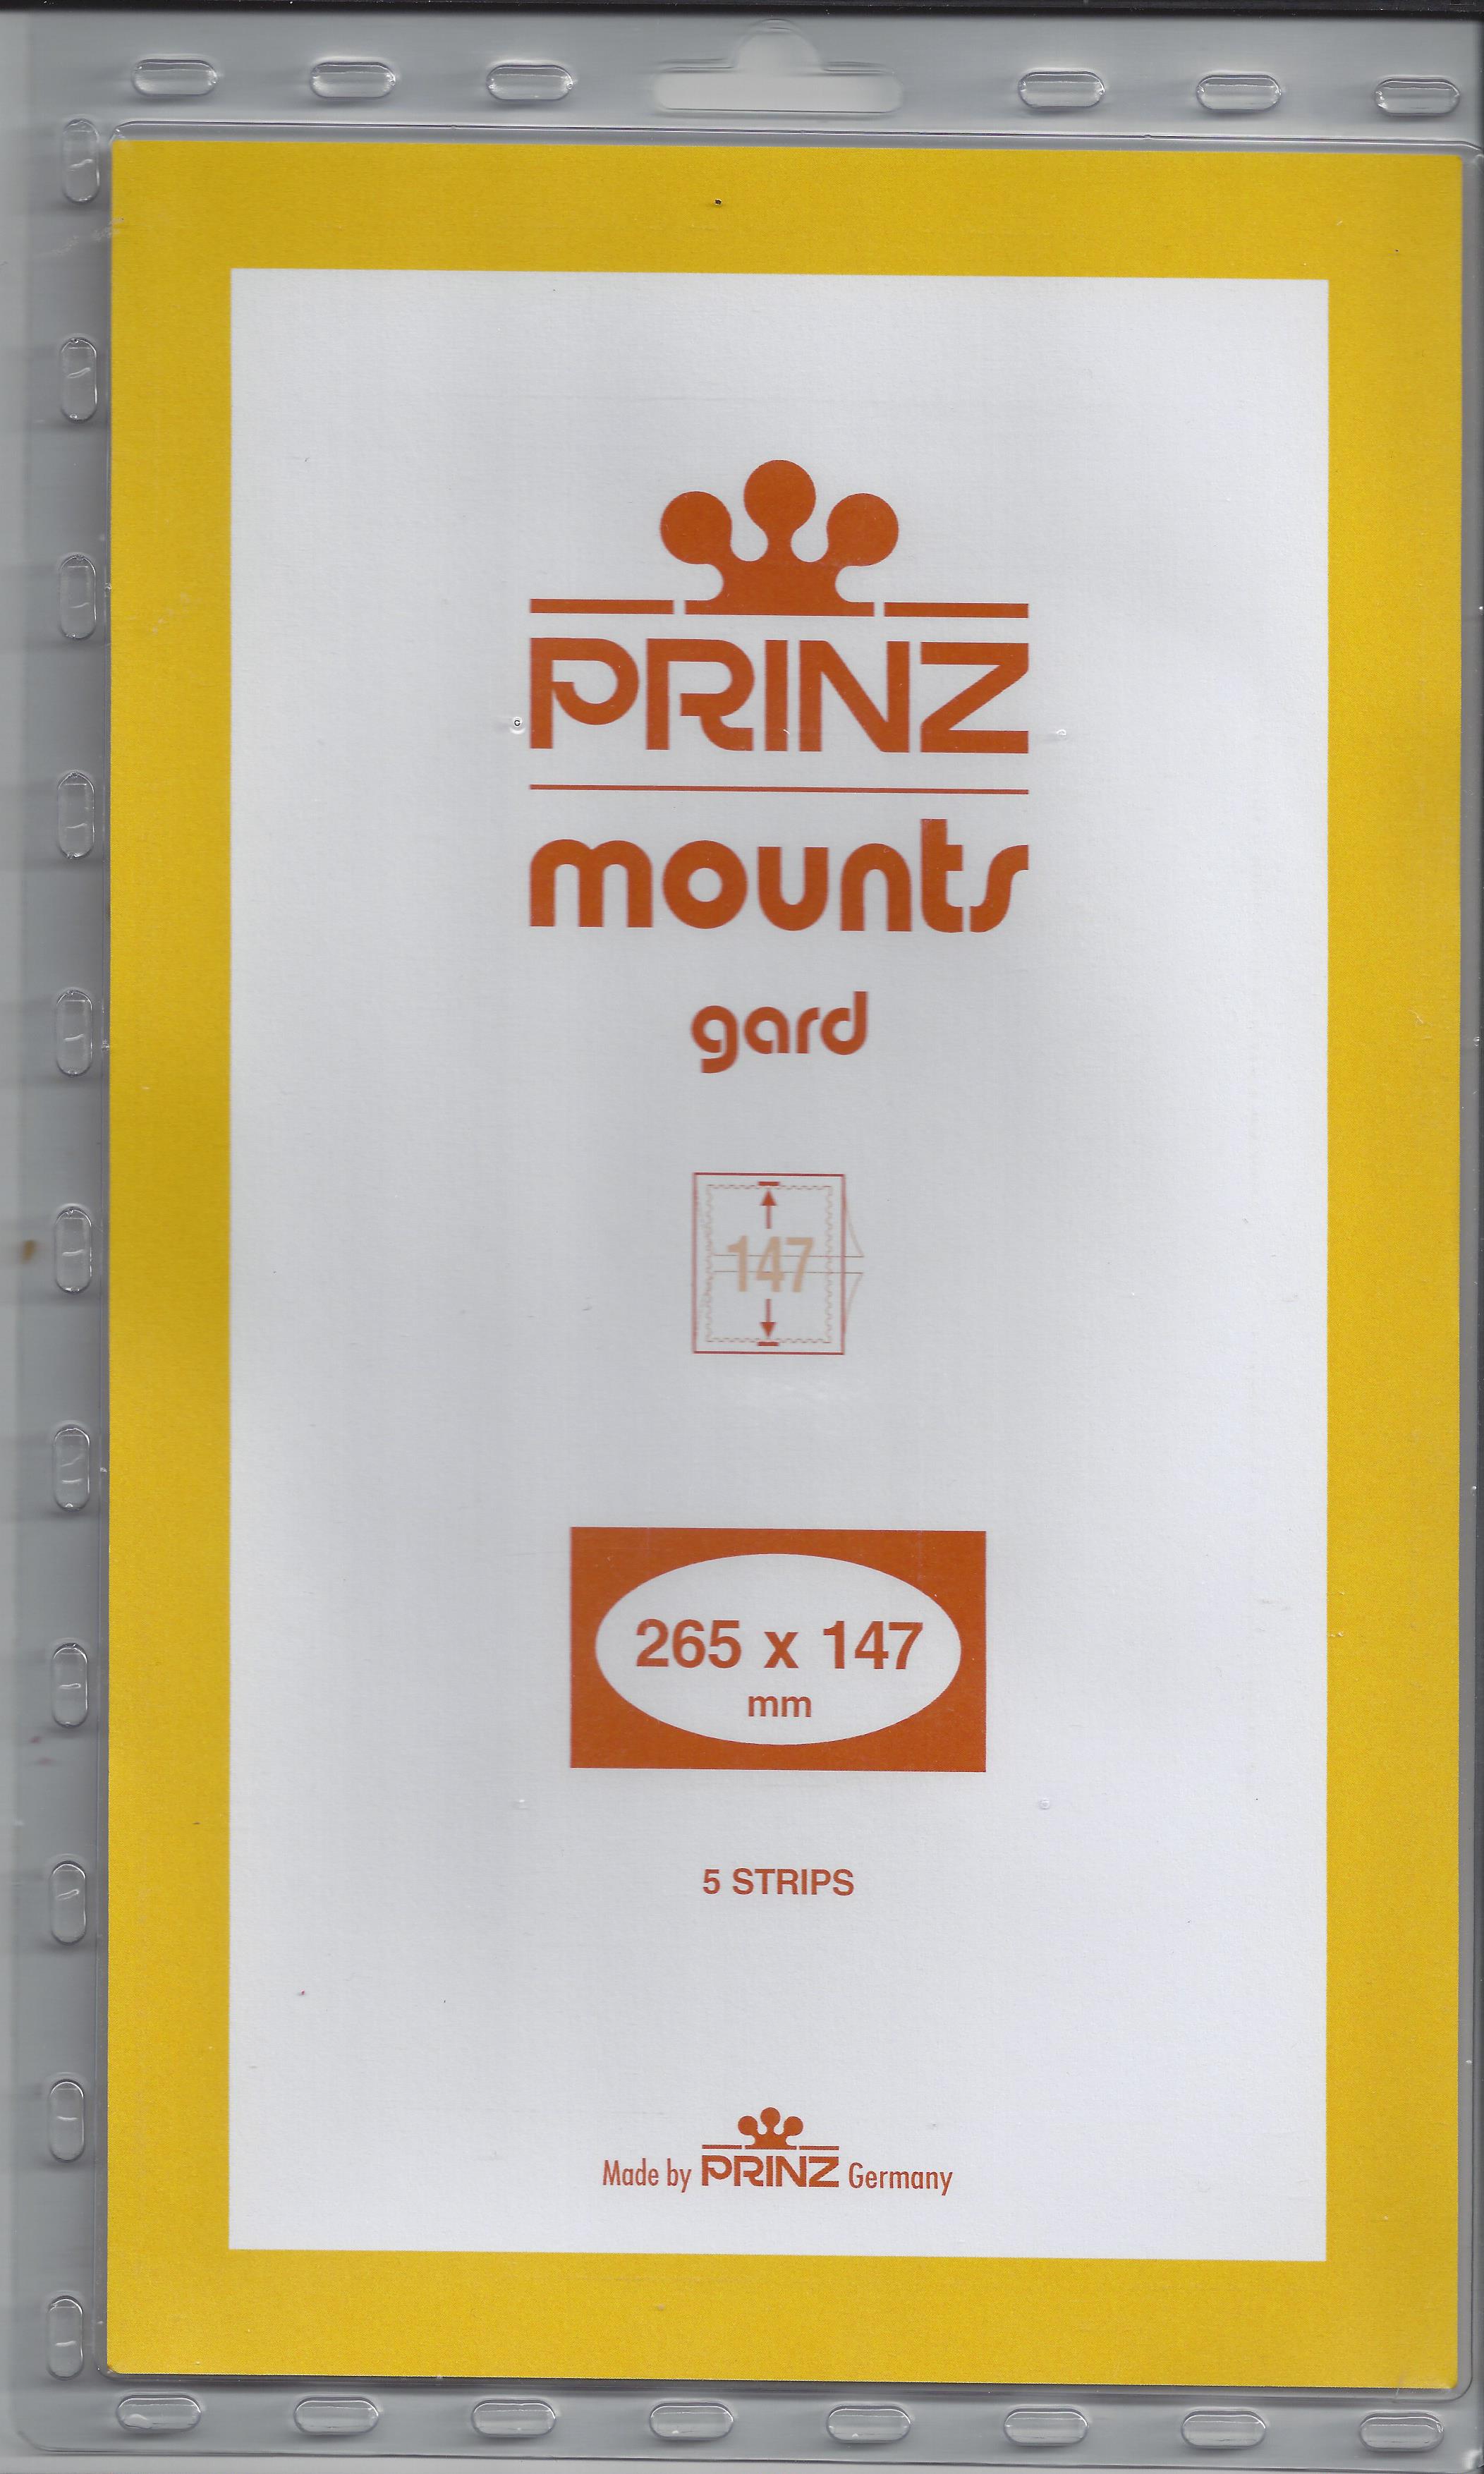 PRINZ
mounts
gard
147
265 x 147
mm
5 STRIPS
Made by PRINZ Germany